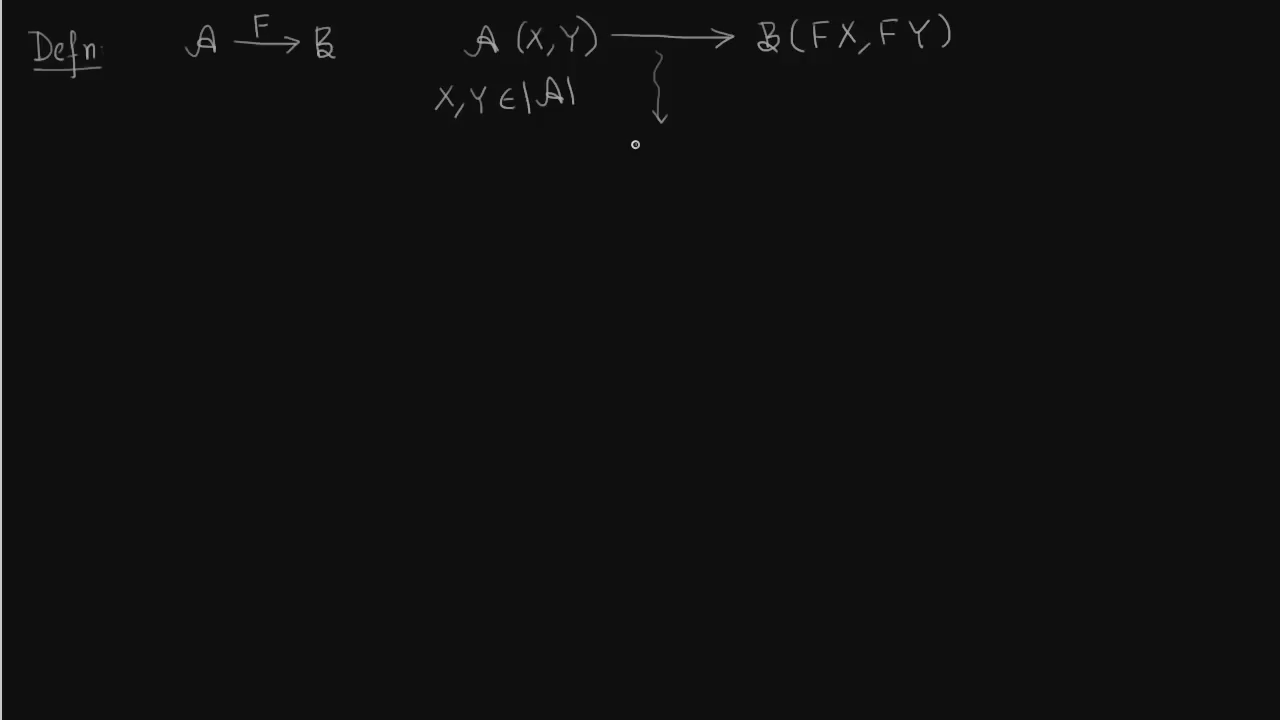 Defn: 𝒜 —F→ ℬ 𝒜 (X,Y) ⟶ ℬ(FX, FY)
X,Y ∈ |𝒜|